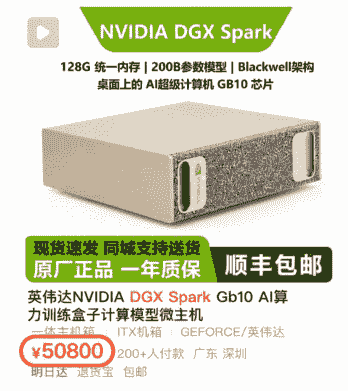 NVIDIA DGX Spark
128G 统一内存 | 200B参数模型 | Blackwell架构
桌面上的 AI超级计算机 GB10 芯片
现货速发 同城支持送货
原厂正品 一年质保
顺丰包邮
英伟达NVIDIA DGX Spark Gb10 AI算
力训练盒子计算模型微主机
一体主机箱 | ITX机箱 | GEFORCE/英伟达
¥50800 200+人付款 广东 深圳
明日达 退货宝 包邮